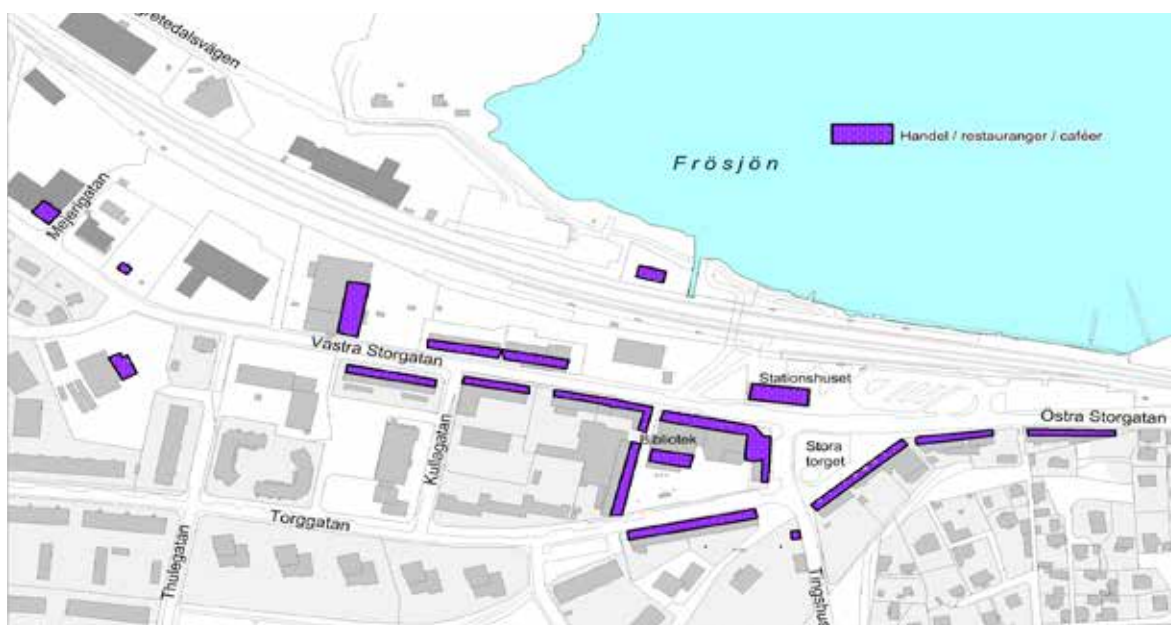 Frösjön
Handel / restauranger / caféer
Mejerigatan
Västra Storgatan
Stationshuset
Östra Storgatan
Stora
torget
Bibliotek
Kullagatan
Torggatan
Thulegatan